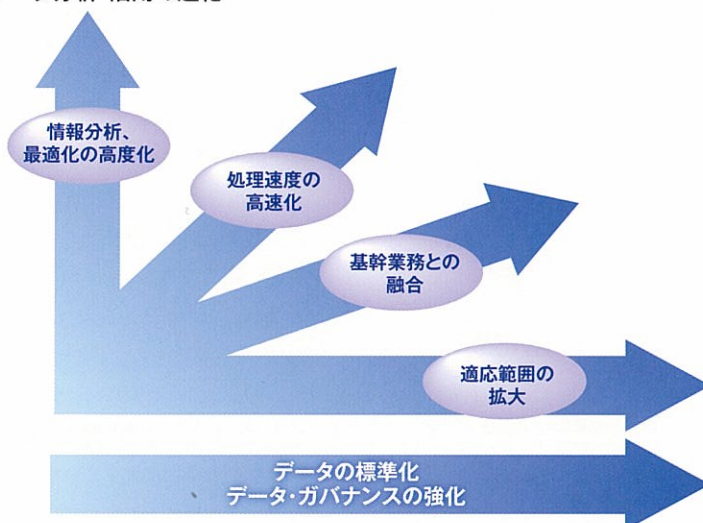 情報分析、
最適化の高度化
処理速度の
高速化
基幹業務との
融合
適応範囲の
拡大
データの標準化
データ・ガバナンスの強化